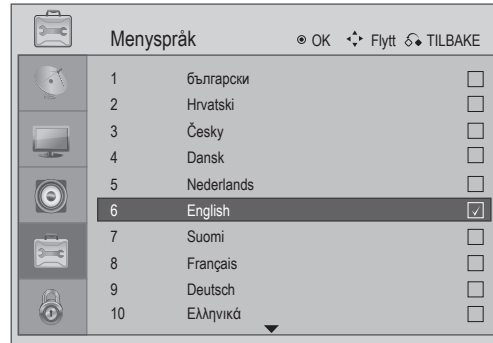 Menyspråk ◉ OK Flytt TILBAKE
1 български
2 Hrvatski
3 Česky
4 Dansk
5 Nederlands
6 English ✓
7 Suomi
8 Français
9 Deutsch
10 Ελληνικά